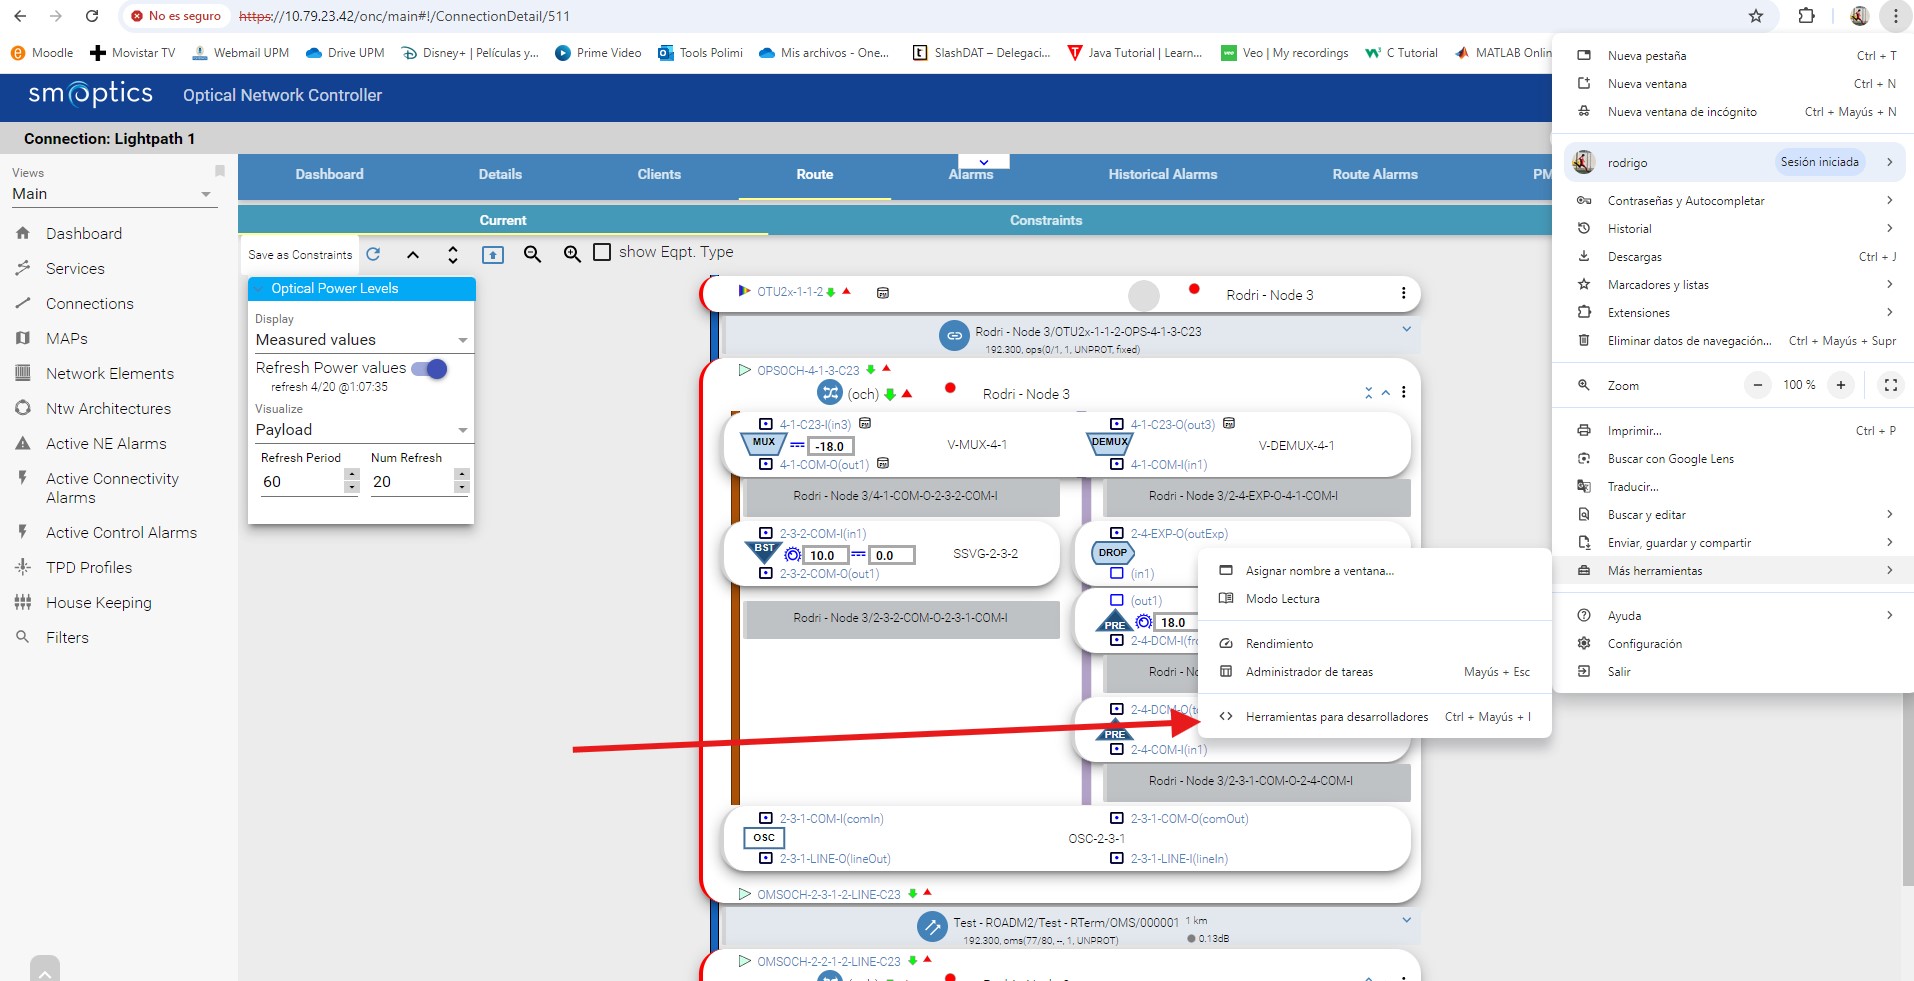 No es seguro
https://10.79.23.42/onc/main#!/ConnectionDetail/511
Moodle
Movistar TV
Webmail UPM
Drive UPM
Disney+ | Películas y...
Prime Video
Tools Polimi
Mis archivos - One...
SlashDAT – Delegaci...
Java Tutorial | Learn...
Veo | My recordings
C Tutorial
MATLAB Onlin
smoptics
Optical Network Controller
Connection: Lightpath 1
Views
Main
Dashboard
Services
Connections
MAPs
Network Elements
Ntw Architectures
Active NE Alarms
Active Connectivity
Alarms
Active Control Alarms
TPD Profiles
House Keeping
Filters
Dashboard
Details
Clients
Route
Alarms
Historical Alarms
Route Alarms
PM
Current
Constraints
Save as Constraints
show Eqpt. Type
Optical Power Levels
Display
Measured values
Refresh Power values
refresh 4/20 @1:07:35
Visualize
Payload
Refresh Period
Num Refresh
60
20
OTU2x-1-1-2
Rodri - Node 3
Rodri - Node 3/OTU2x-1-1-2-OPS-4-1-3-C23
192.300, ops(0/1, 1, UNPROT, fixed)
OPSOCH-4-1-3-C23
(och)
Rodri - Node 3
4-1-C23-I(in3)
MUX
-18.0
V-MUX-4-1
4-1-COM-O(out1)
4-1-C23-O(out3)
DEMUX
V-DEMUX-4-1
4-1-COM-I(in1)
Rodri - Node 3/4-1-COM-O-2-3-2-COM-I
Rodri - Node 3/2-4-EXP-O-4-1-COM-I
2-3-2-COM-I(in1)
BST
10.0
0.0
SSVG-2-3-2
2-3-2-COM-O(out1)
2-4-EXP-O(outExp)
DROP
(in1)
Rodri - Node 3/2-3-2-COM-O-2-3-1-COM-I
(out1)
PRE
18.0
2-4-DCM-I(fr
Rodri - No
2-4-DCM-O(t
PRE
2-4-COM-I(in1)
Rodri - Node 3/2-3-1-COM-O-2-4-COM-I
2-3-1-COM-I(comIn)
2-3-1-COM-O(comOut)
OSC
OSC-2-3-1
2-3-1-LINE-O(lineOut)
2-3-1-LINE-I(lineIn)
OMSOCH-2-3-1-2-LINE-C23
Test - ROADM2/Test - RTerm/OMS/000001
1 km
192.300, oms(77/80, --, 1, UNPROT)
0.13dB
OMSOCH-2-2-1-2-LINE-C23
Nueva pestaña Ctrl + T
Nueva ventana Ctrl + N
Nueva ventana de incógnito Ctrl + Mayús + N
rodrigo Sesión iniciada
Contraseñas y Autocompletar
Historial
Descargas Ctrl + J
Marcadores y listas
Extensiones
Eliminar datos de navegación... Ctrl + Mayús + Supr
Zoom 100 %
Imprimir... Ctrl + P
Buscar con Google Lens
Traducir...
Buscar y editar
Enviar, guardar y compartir
Más herramientas
Ayuda
Configuración
Salir
Asignar nombre a ventana...
Modo Lectura
Rendimiento
Administrador de tareas Mayús + Esc
Herramientas para desarrolladores Ctrl + Mayús + I